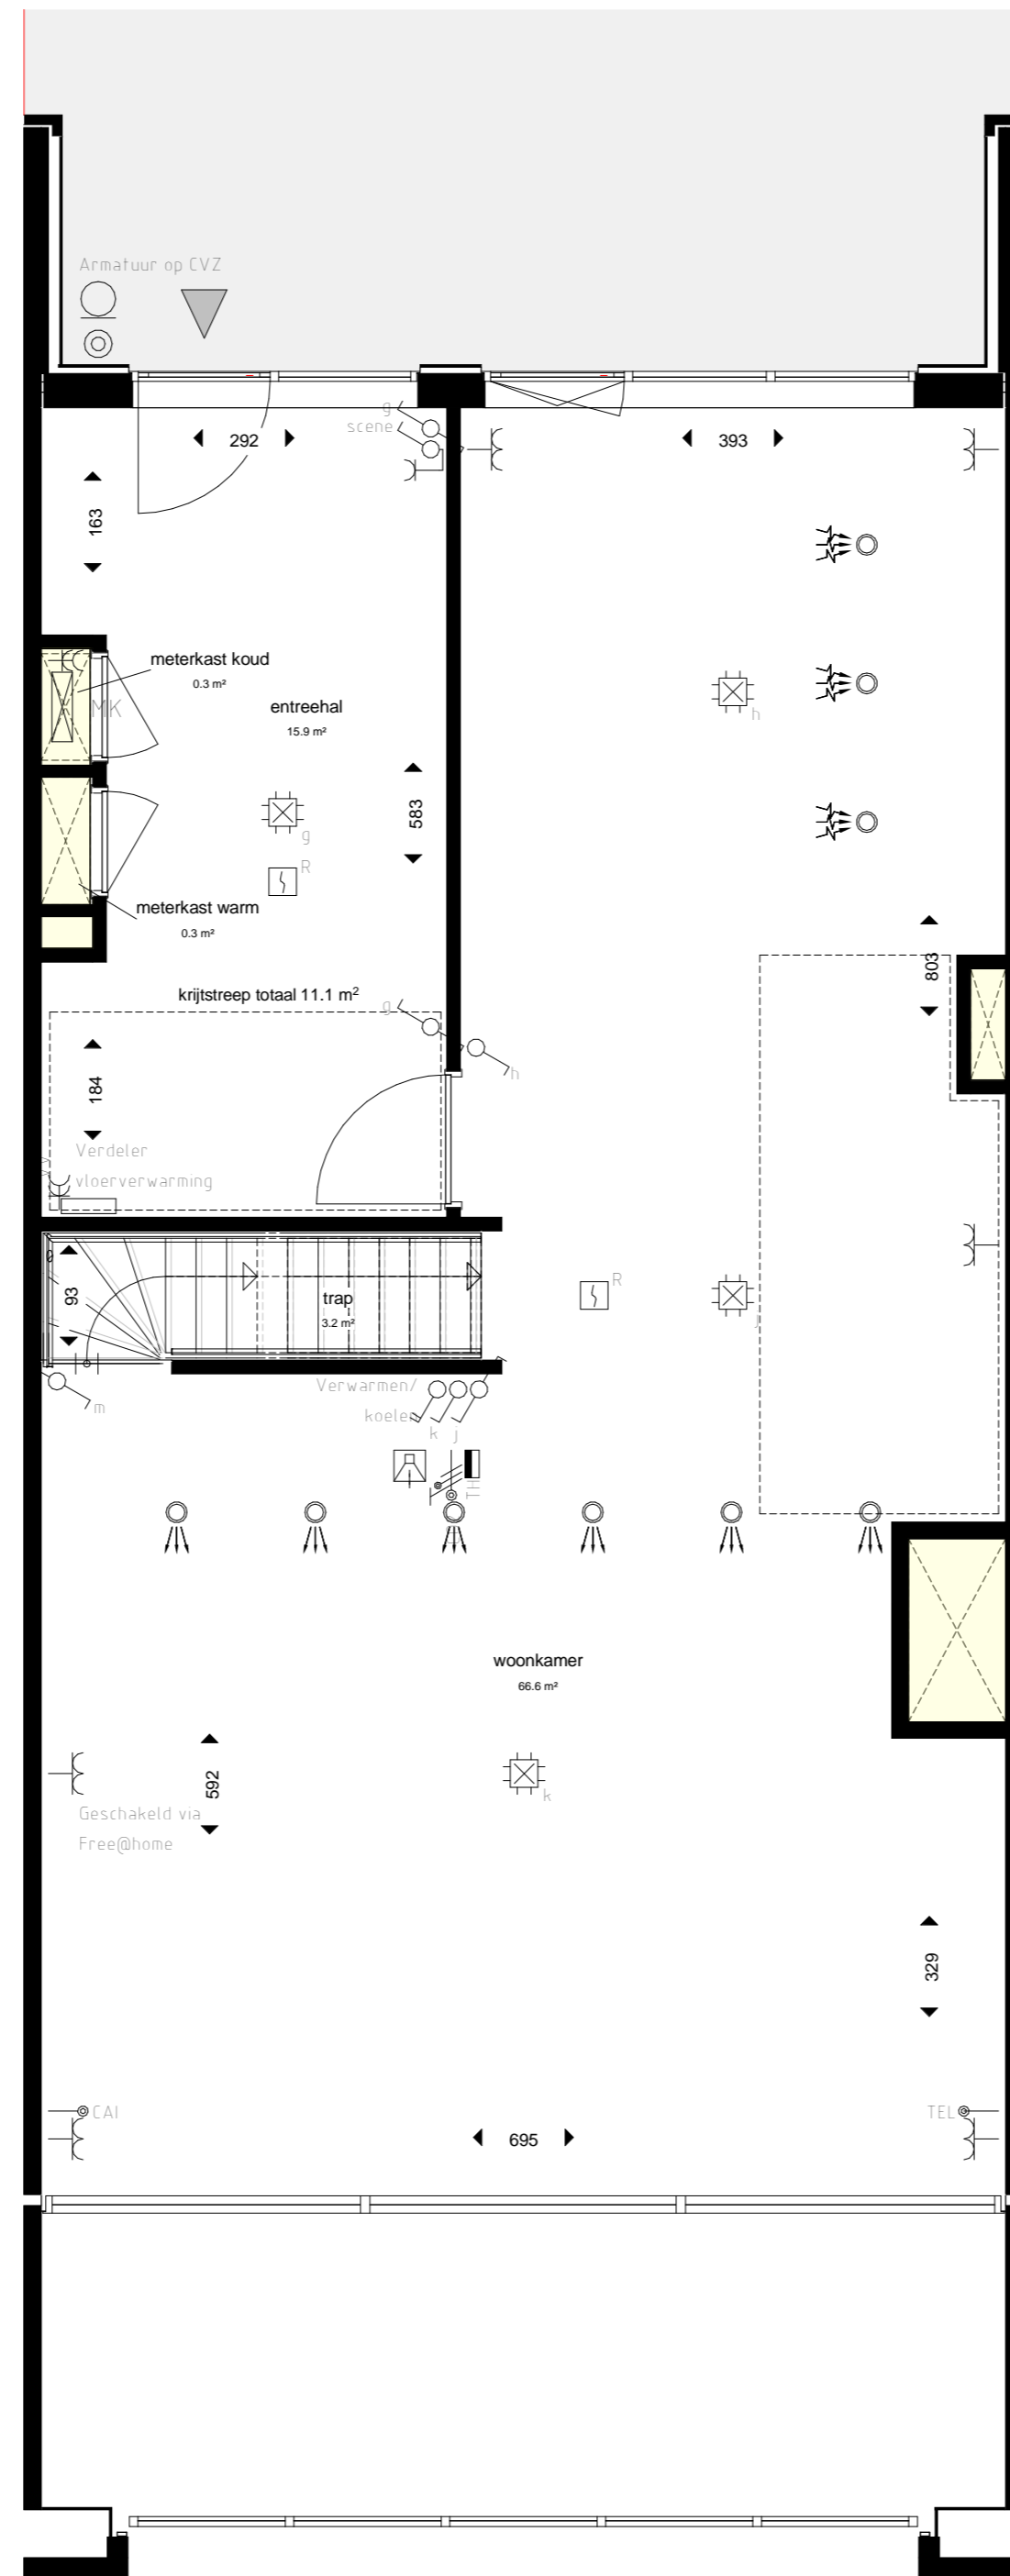 Armatuur op CVZ
g
scene
292
393
163
meterkast koud
0.3 m²
MK
entreehal
15.9 m²
h
583
g
R
meterkast warm
0.3 m²
803
krijtstreep totaal 11.1 m²
g
h
184
Verdeler
vloerverwarming
93
trap
3.2 m²
R
j
m
Verwarmen/
koelen
k
j
TH
woonkamer
66.6 m²
592
k
Geschakeld via
Free@home
329
CAI
TEL
695